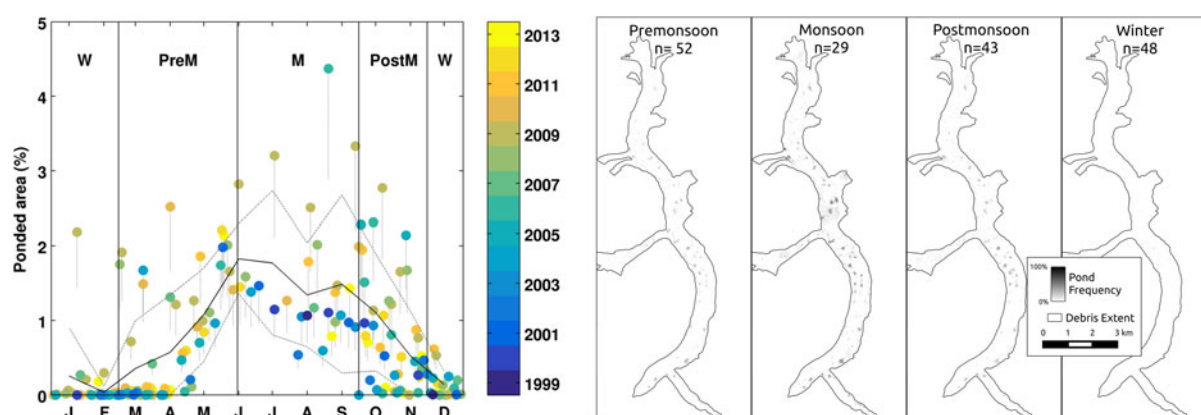 Ponded area (%)
5
4
3
2
1
0
W
PreM
M
PostM
W
J
F
M
A
M
J
J
A
S
O
N
D
2013
2011
2009
2007
2005
2003
2001
1999
Premonsoon
n= 52
Monsoon
n=29
Postmonsoon
n=43
Winter
n=48
100%
0%
Pond
Frequency
Debris Extent
0 1 2 3 km